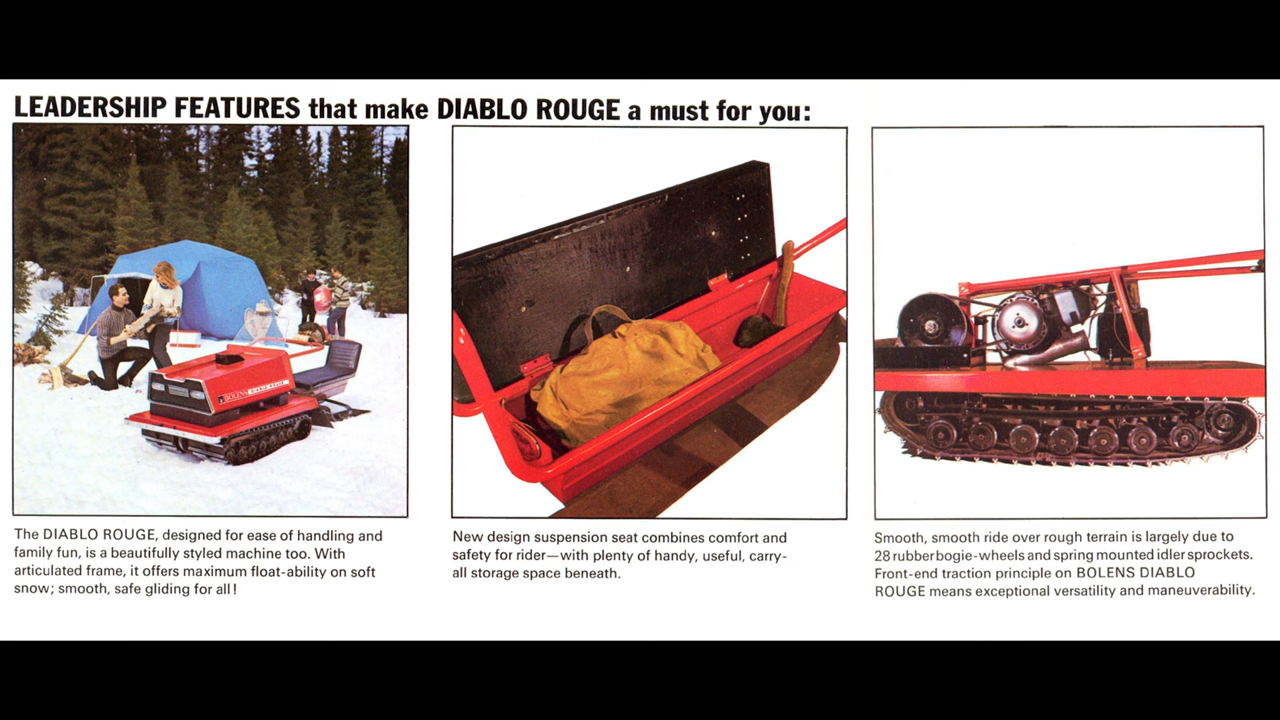 LEADERSHIP FEATURES that make DIABLO ROUGE a must for you:
BOLENS
The DIABLO ROUGE, designed for ease of handling and
family fun, is a beautifully styled machine too. With
articulated frame, it offers maximum float-ability on soft
snow; smooth, safe gliding for all!
New design suspension seat combines comfort and
safety for rider—with plenty of handy, useful, carry-
all storage space beneath.
Smooth, smooth ride over rough terrain is largely due to
28 rubber bogie-wheels and spring mounted idler sprockets.
Front-end traction principle on BOLENS DIABLO
ROUGE means exceptional versatility and maneuverability.